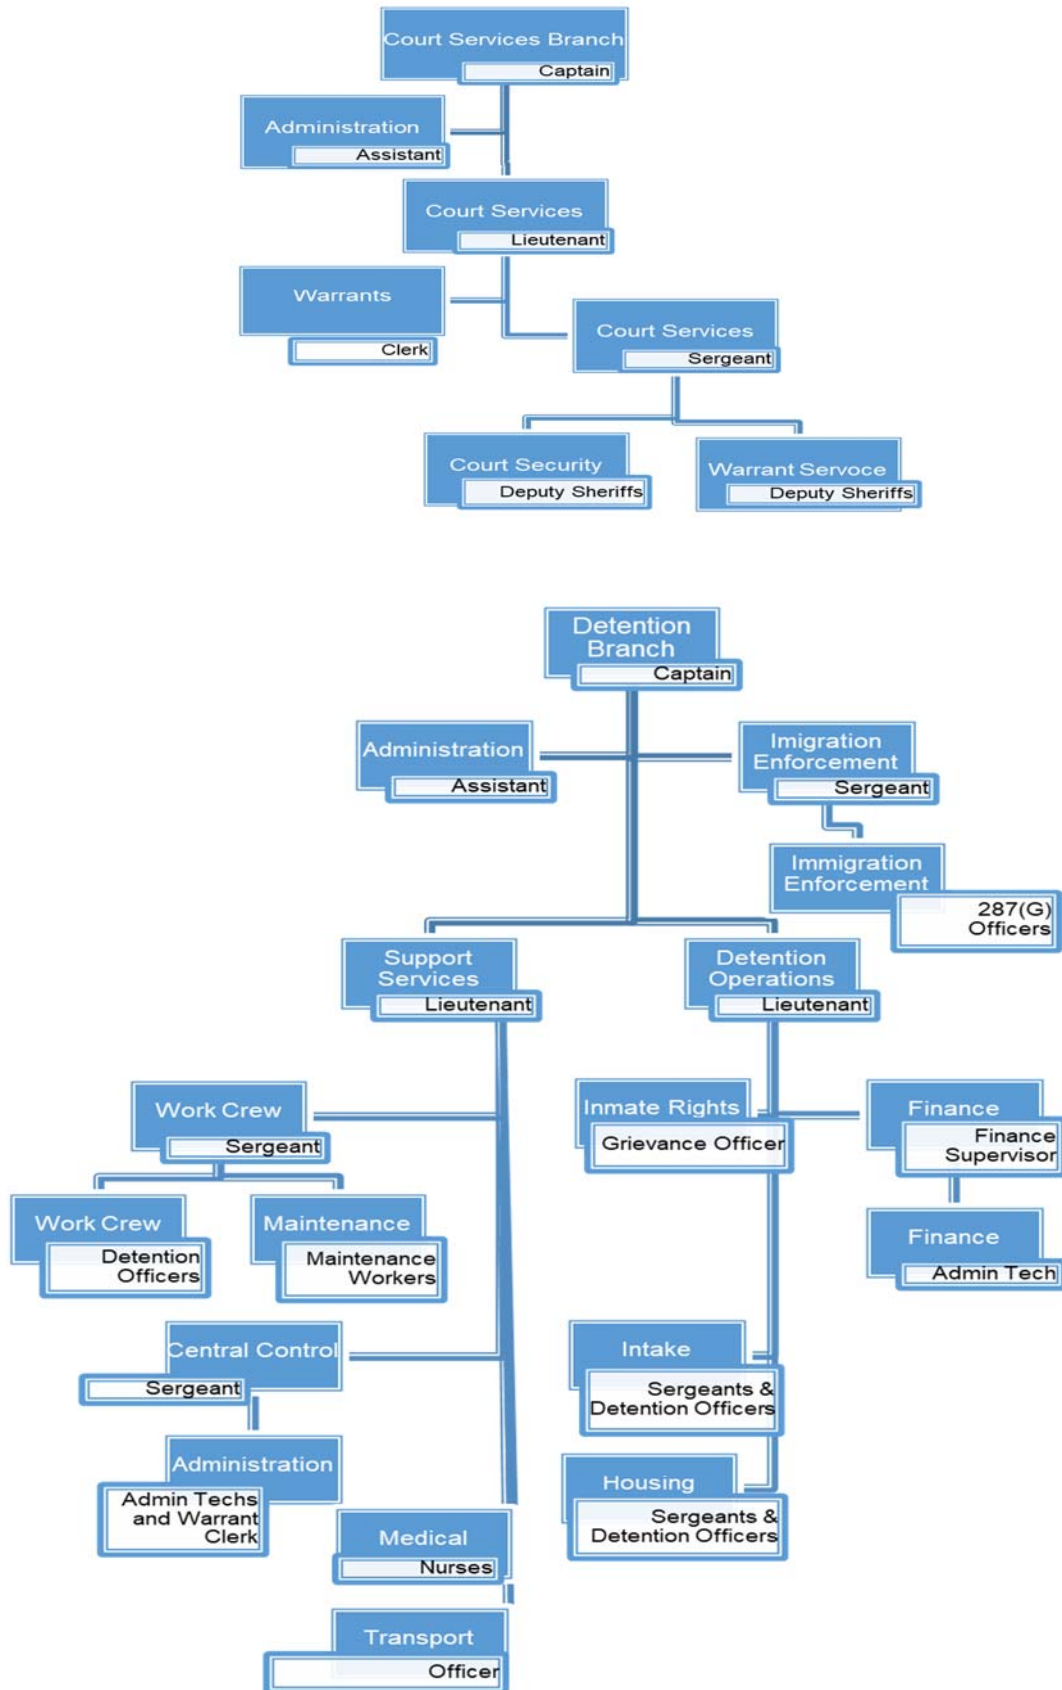 Court Services Branch
Captain
Administration
Assistant
Court Services
Lieutenant
Warrants
Clerk
Court Services
Sergeant
Court Security
Deputy Sheriffs
Warrant Servoce
Deputy Sheriffs
Detention
Branch
Captain
Administration
Assistant
Imigration
Enforcement
Sergeant
Immigration
Enforcement
287(G)
Officers
Support
Services
Lieutenant
Detention
Operations
Lieutenant
Work Crew
Sergeant
Inmate Rights
Grievance Officer
Finance
Finance
Supervisor
Work Crew
Detention
Officers
Maintenance
Maintenance
Workers
Finance
Admin Tech
Central Control
Sergeant
Intake
Sergeants &
Detention Officers
Administration
Admin Techs
and Warrant
Clerk
Housing
Sergeants &
Detention Officers
Medical
Nurses
Transport
Officer